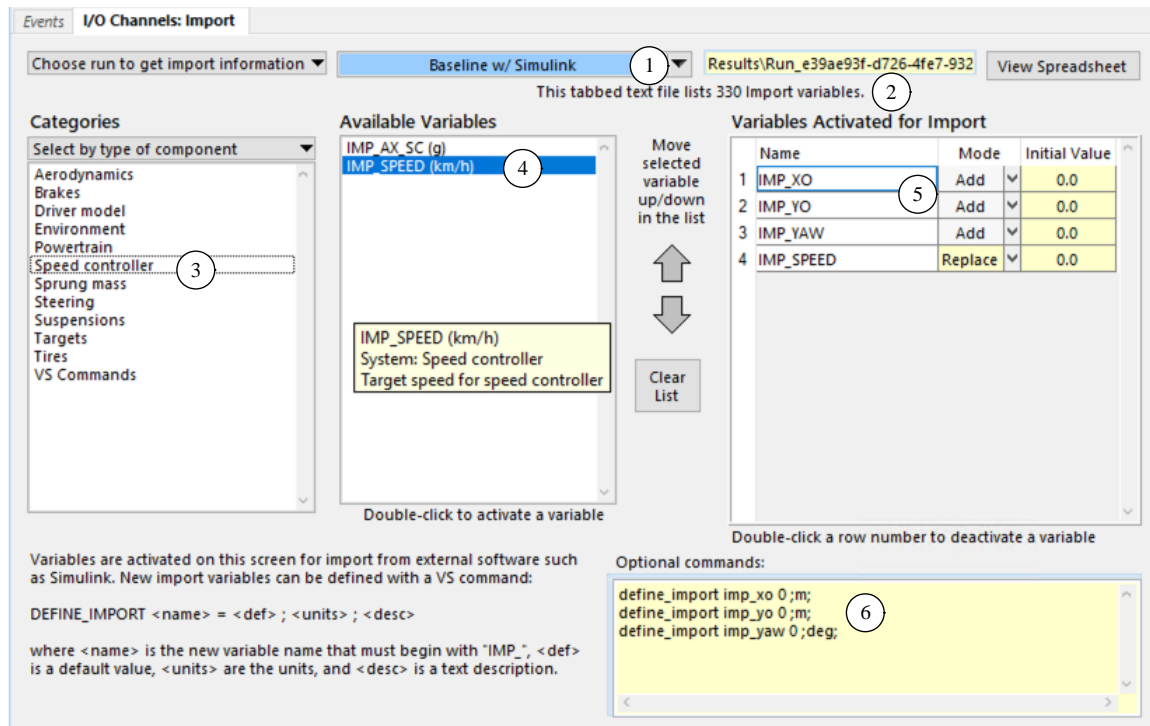 Events I/O Channels: Import
Choose run to get import information Baseline w/ Simulink 1 Results\Run_e39ae93f-d726-4fe7-932 View Spreadsheet
This tabbed text file lists 330 Import variables. 2
Categories
Select by type of component
Aerodynamics
Brakes
Driver model
Environment
Powertrain
Speed controller 3
Sprung mass
Steering
Suspensions
Targets
Tires
VS Commands
Available Variables
IMP_AX_SC (g)
IMP_SPEED (km/h) 4
IMP_SPEED (km/h)
System: Speed controller
Target speed for speed controller
Double-click to activate a variable
Move
selected
variable
up/down
in the list
Clear
List
Variables Activated for Import
Name Mode Initial Value
1 IMP_XO 5 Add 0.0
2 IMP_YO Add 0.0
3 IMP_YAW Add 0.0
4 IMP_SPEED Replace 0.0
Double-click a row number to deactivate a variable
Variables are activated on this screen for import from external software such
as Simulink. New import variables can be defined with a VS command:
DEFINE_IMPORT <name> = <def> ; <units> ; <desc>
where <name> is the new variable name that must begin with "IMP_", <def>
is a default value, <units> are the units, and <desc> is a text description.
Optional commands:
define_import imp_xo 0 ;m;
define_import imp_yo 0 ;m; 6
define_import imp_yaw 0 ;deg;